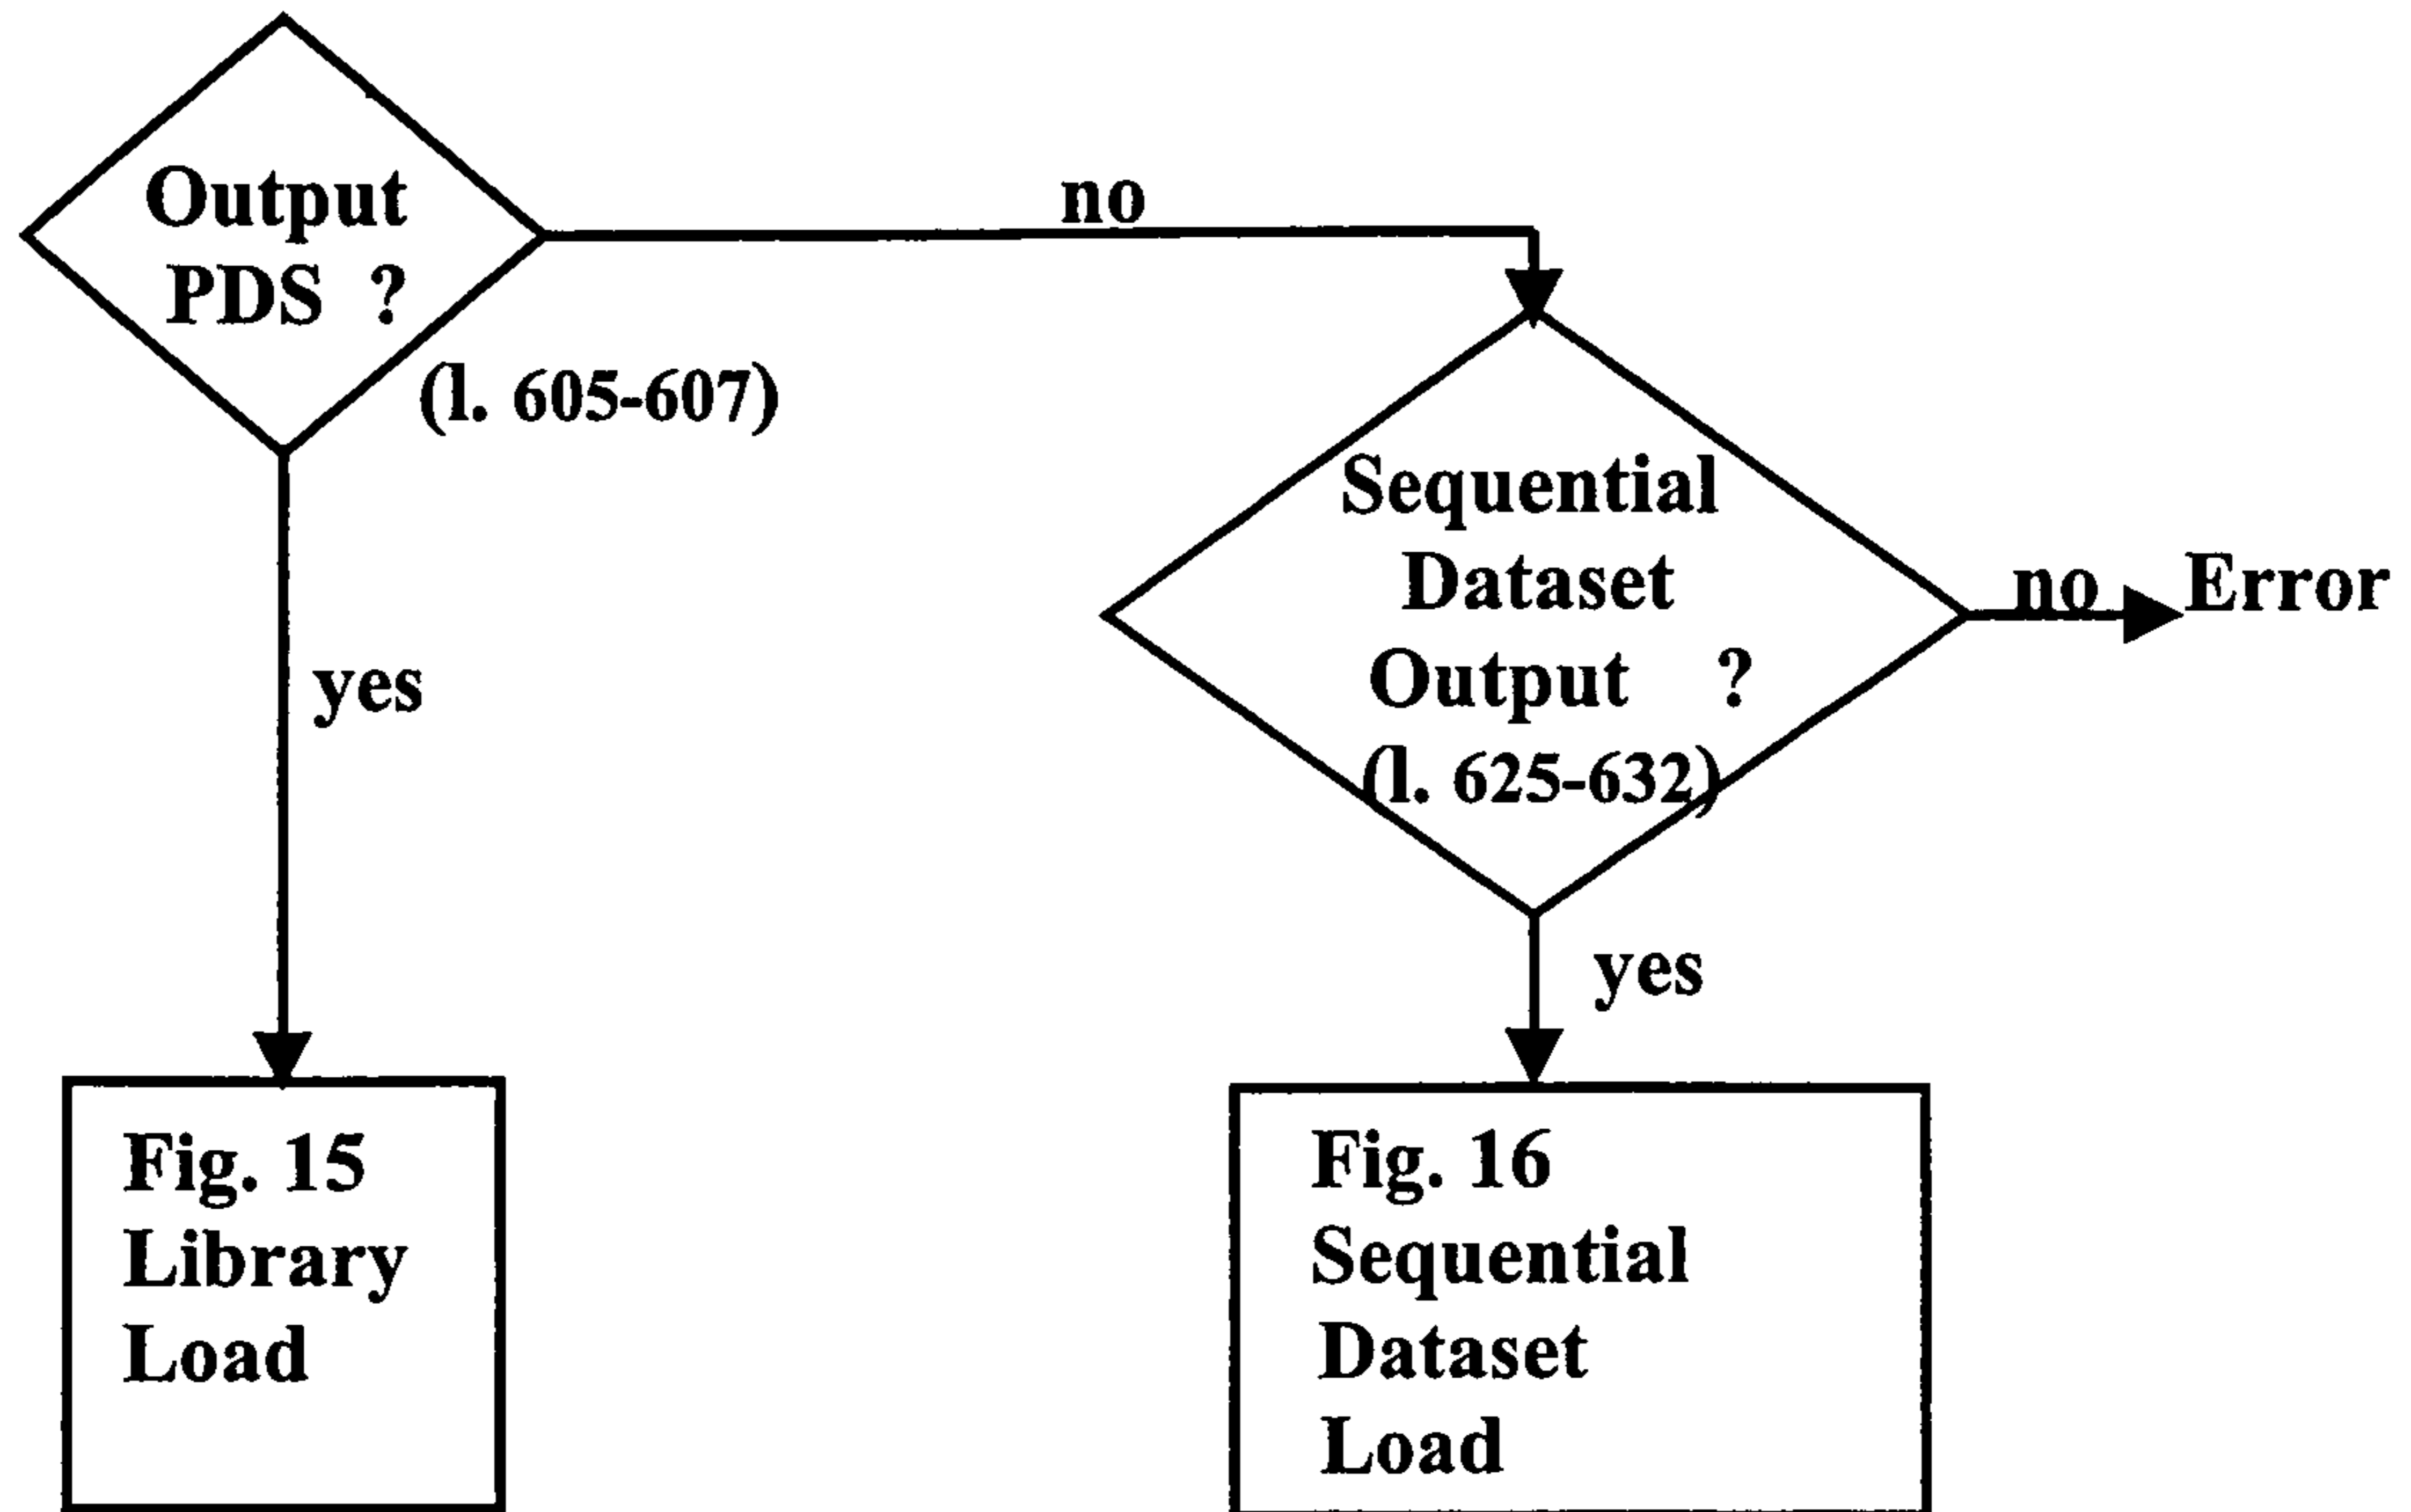 Output
PDS ?
(l. 605-607)
no
yes
Sequential
Dataset
Output ?
(l. 625-632)
no
Error
yes
Fig. 15
Library
Load
Fig. 16
Sequential
Dataset
Load